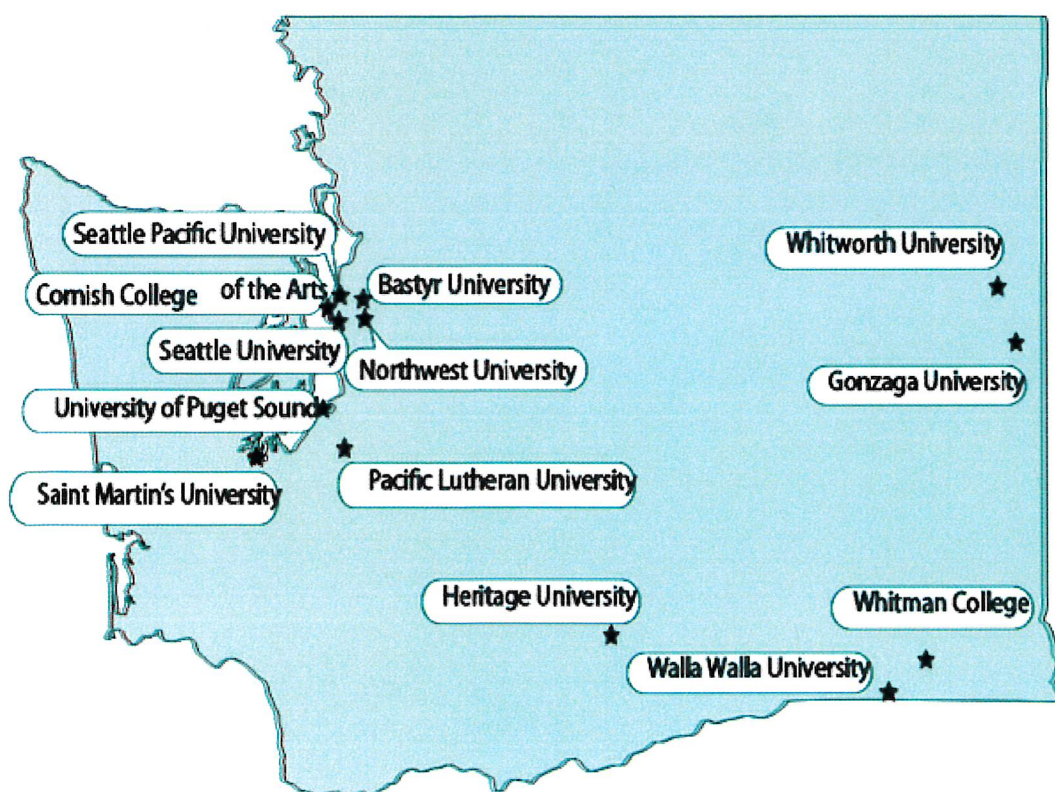 Seattle Pacific University
Whitworth University
Cornish College of the Arts
Bastyr University
Seattle University
Northwest University
Gonzaga University
University of Puget Sound
Pacific Lutheran University
Saint Martin's University
Heritage University
Whitman College
Walla Walla University